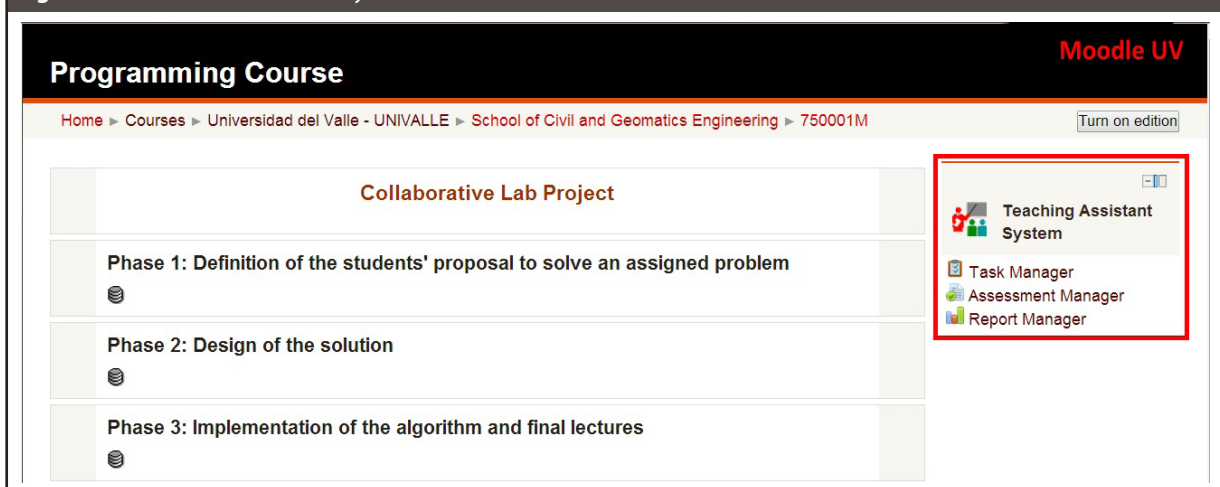 Moodle UV
Programming Course
Home ► Courses ► Universidad del Valle - UNIVALLE ► School of Civil and Geomatics Engineering ► 750001M
Turn on edition
Collaborative Lab Project
Phase 1: Definition of the students' proposal to solve an assigned problem
Phase 2: Design of the solution
Phase 3: Implementation of the algorithm and final lectures
Teaching Assistant
System
Task Manager
Assessment Manager
Report Manager